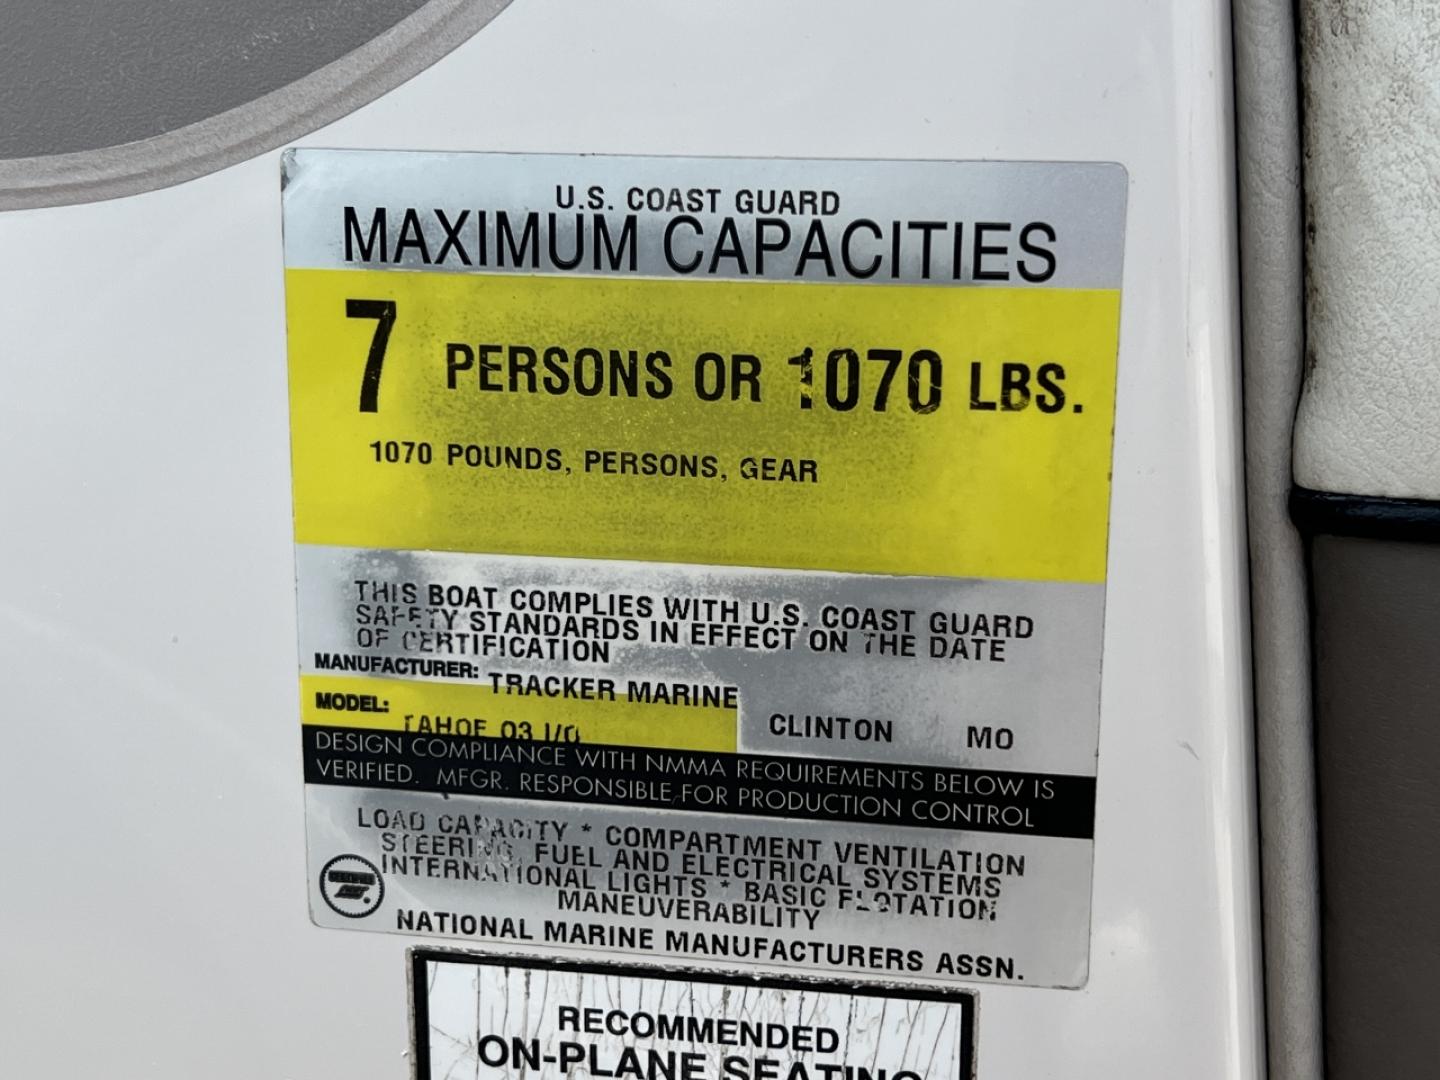 U.S. COAST GUARD
MAXIMUM CAPACITIES
7 PERSONS OR 1070 LBS.
1070 POUNDS, PERSONS, GEAR
THIS BOAT COMPLIES WITH U.S. COAST GUARD
SAFETY STANDARDS IN EFFECT ON THE DATE
OF CERTIFICATION
MANUFACTURER: TRACKER MARINE
MODEL: TAHOE 03 I/O CLINTON MO
DESIGN COMPLIANCE WITH NMMA REQUIREMENTS BELOW IS
VERIFIED. MFGR. RESPONSIBLE FOR PRODUCTION CONTROL
LOAD CAPACITY * COMPARTMENT VENTILATION
STEERING, FUEL AND ELECTRICAL SYSTEMS
INTERNATIONAL LIGHTS * BASIC FLOTATION
MANEUVERABILITY
NATIONAL MARINE MANUFACTURERS ASSN.
RECOMMENDED
ON-PLANE SEATING